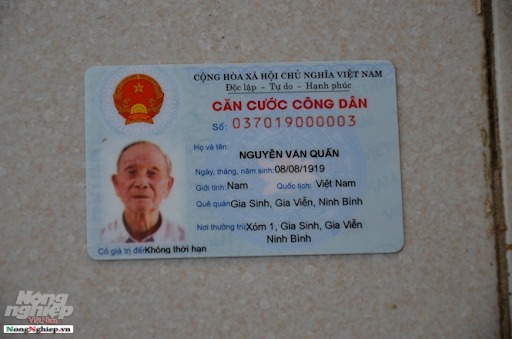 CỘNG HÒA XÃ HỘI CHỦ NGHĨA VIỆT NAM
Độc lập - Tự do - Hạnh phúc
CĂN CƯỚC CÔNG DÂN
Số: 037019000003
Họ và tên:
NGUYỄN VĂN QUẤN
Ngày, tháng, năm sinh: 08/08/1919
Giới tính: Nam Quốc tịch: Việt Nam
Quê quán: Gia Sinh, Gia Viễn, Ninh Bình
Nơi thường trú: Xóm 1, Gia Sinh, Gia Viễn
Ninh Bình
Có giá trị đến: Không thời hạn
Nông nghiệp
Việt Nam
NongNghiep.vn